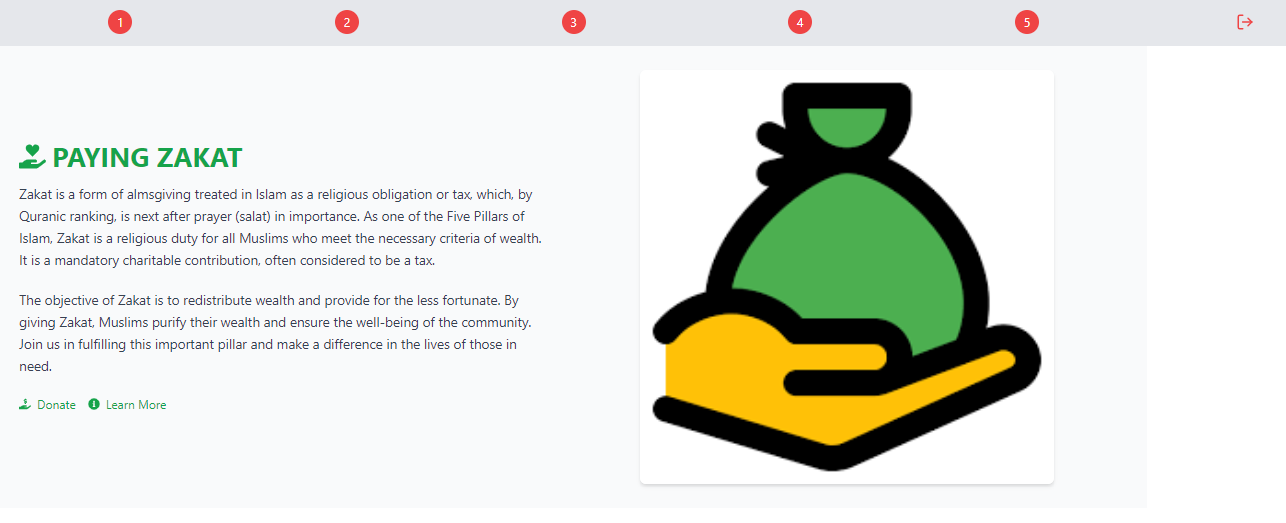 1 2 3 4 5
PAYING ZAKAT
Zakat is a form of almsgiving treated in Islam as a religious obligation or tax, which, by
Quranic ranking, is next after prayer (salat) in importance. As one of the Five Pillars of
Islam, Zakat is a religious duty for all Muslims who meet the necessary criteria of wealth.
It is a mandatory charitable contribution, often considered to be a tax.
The objective of Zakat is to redistribute wealth and provide for the less fortunate. By
giving Zakat, Muslims purify their wealth and ensure the well-being of the community.
Join us in fulfilling this important pillar and make a difference in the lives of those in
need.
Donate Learn More